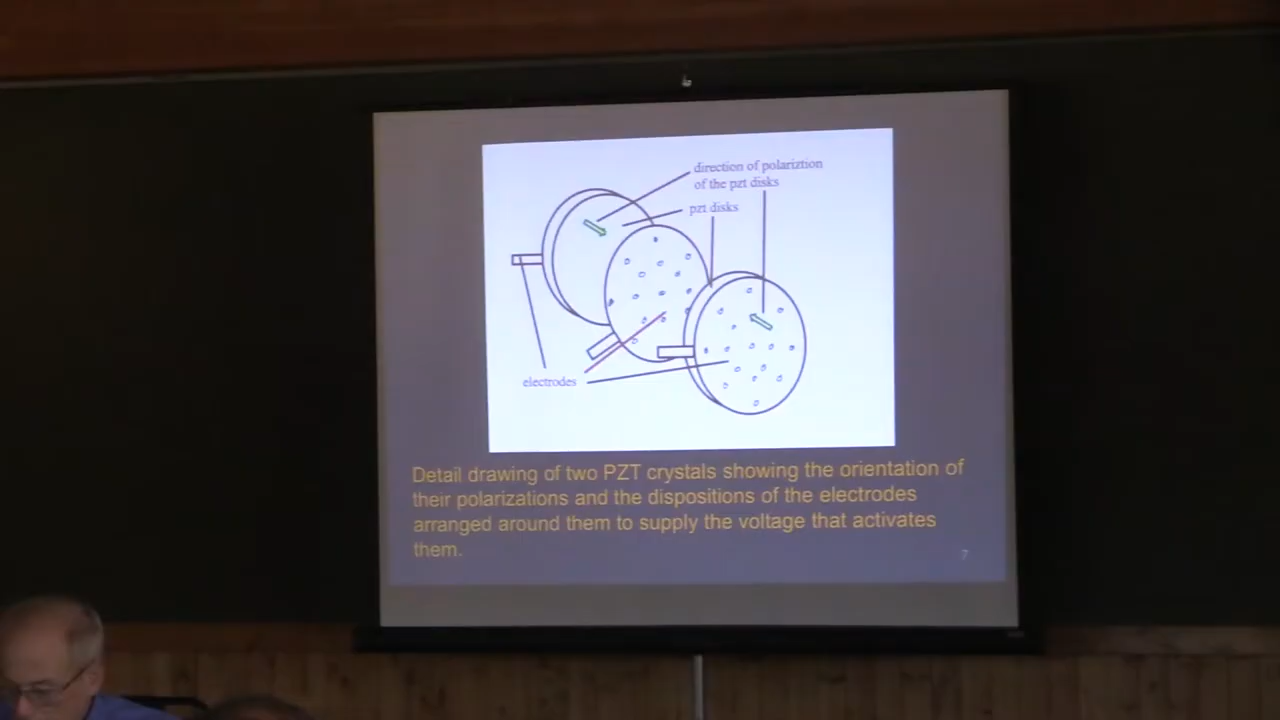 direction of polariztion
of the pzt disks
pzt disks
electrodes
Detail drawing of two PZT crystals showing the orientation of
their polarizations and the dispositions of the electrodes
arranged around them to supply the voltage that activates
them.
7